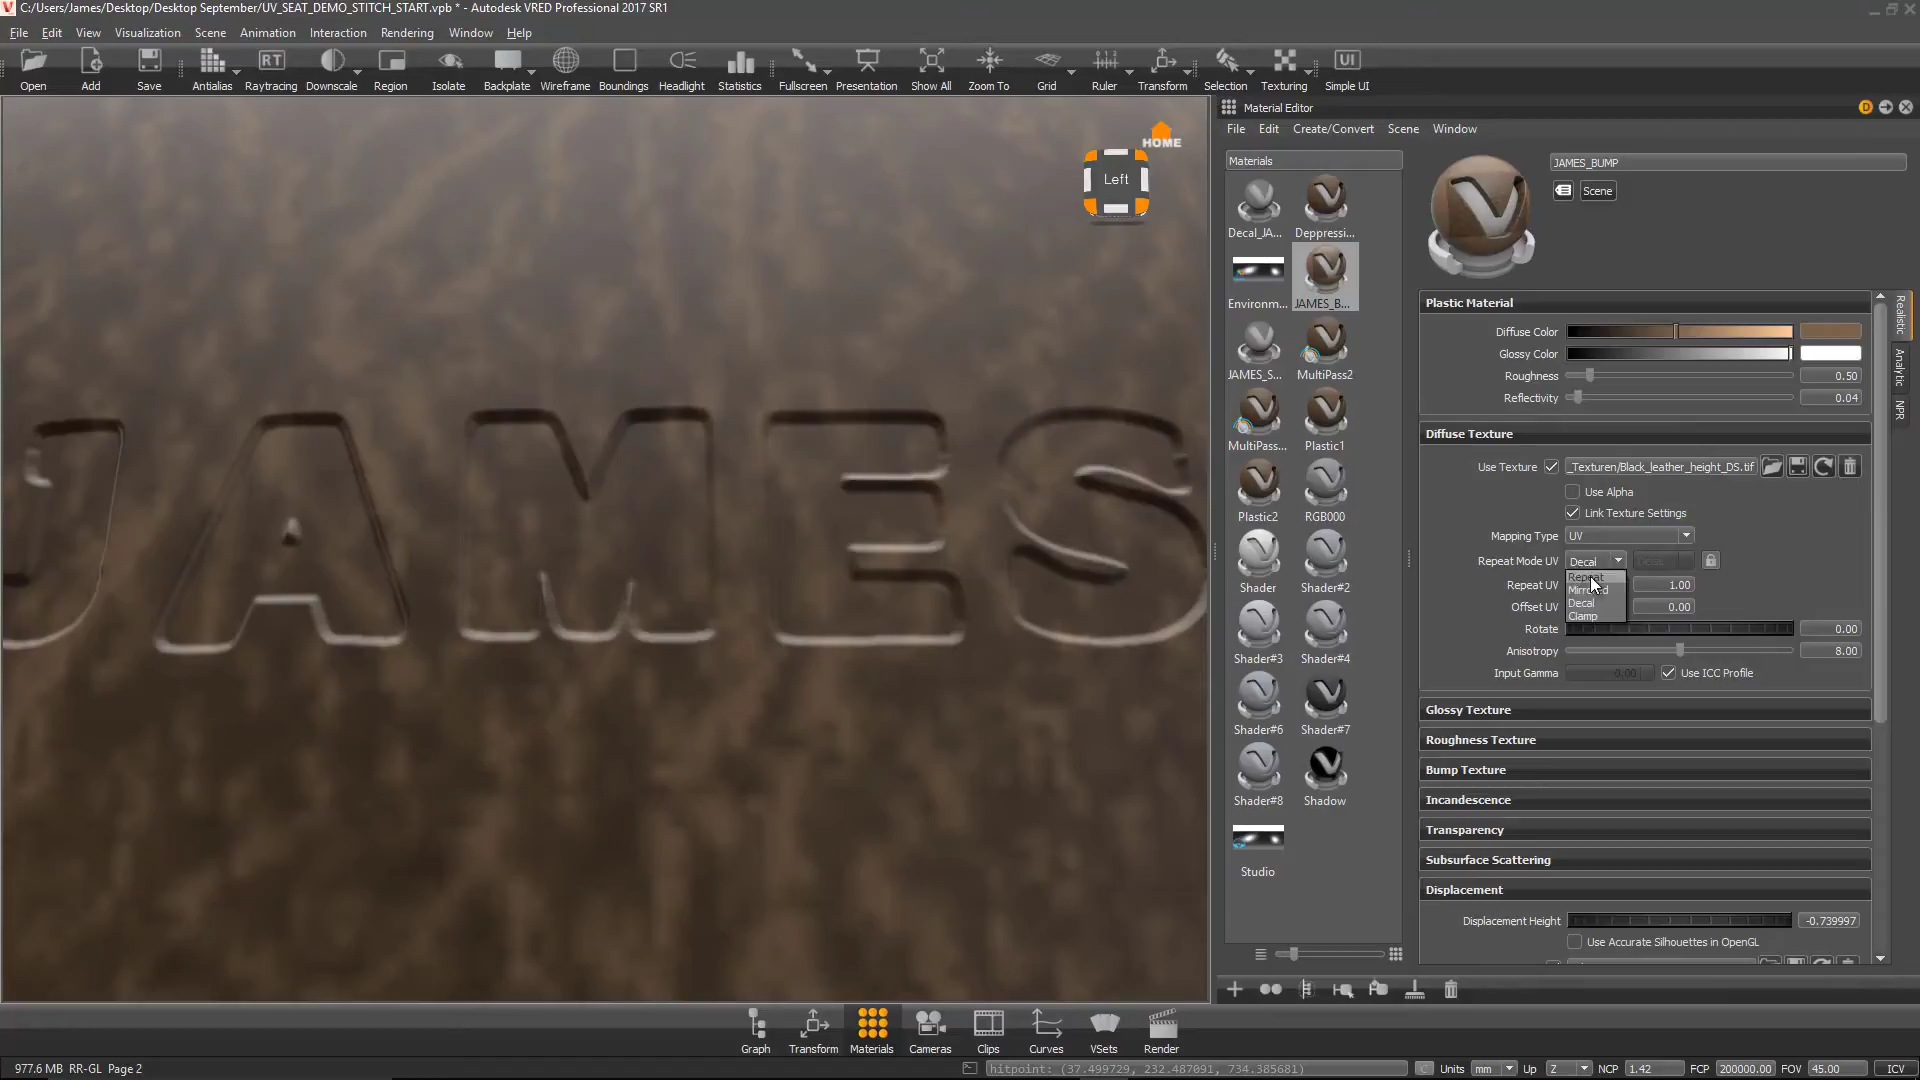 C:/Users/James/Desktop/Desktop September/UV_SEAT_DEMO_STITCH_START.vpb * - Autodesk VRED Professional 2017 SR1
File Edit View Visualization Scene Animation Interaction Rendering Window Help
Open Add Save Antialias Raytracing Downscale Region Isolate Backplate Wireframe Boundings Headlight Statistics Fullscreen Presentation Show All Zoom To Grid Ruler Transform Selection Texturing Simple UI
RT
UI
Material Editor
File Edit Create/Convert Scene Window
HOME
Left
JAMES
Materials
Decal_JA... Deppressi...
Environm... JAMES_B...
JAMES_S... MultiPass2
MultiPass... Plastic1
Plastic2 RGB000
Shader Shader#2
Shader#3 Shader#4
Shader#6 Shader#7
Shader#8 Shadow
Studio
JAMES_BUMP
Scene
Realistic
Analytic
NPR
Plastic Material
Diffuse Color
Glossy Color
Roughness 0.50
Reflectivity 0.04
Diffuse Texture
Use Texture _Texturen/Black_leather_height_DS.tif
Use Alpha
Link Texture Settings
Mapping Type UV
Repeat Mode UV Decal
Repeat
Decal
Clamp
Repeat UV 1.00
Offset UV 0.00
Rotate 0.00
Anisotropy 8.00
Input Gamma Use ICC Profile
Glossy Texture
Roughness Texture
Bump Texture
Incandescence
Transparency
Subsurface Scattering
Displacement
Displacement Height -0.739997
Use Accurate Silhouettes in OpenGL
Graph Transform Materials Cameras Clips Curves VSets Render
977.6 MB RR-GL Page 2
hitpoint: (37.499729, 232.487091, 734.385681)
C Units mm Up Z NCP 1.42 FCP 200000.00 FOV 45.00 ICV